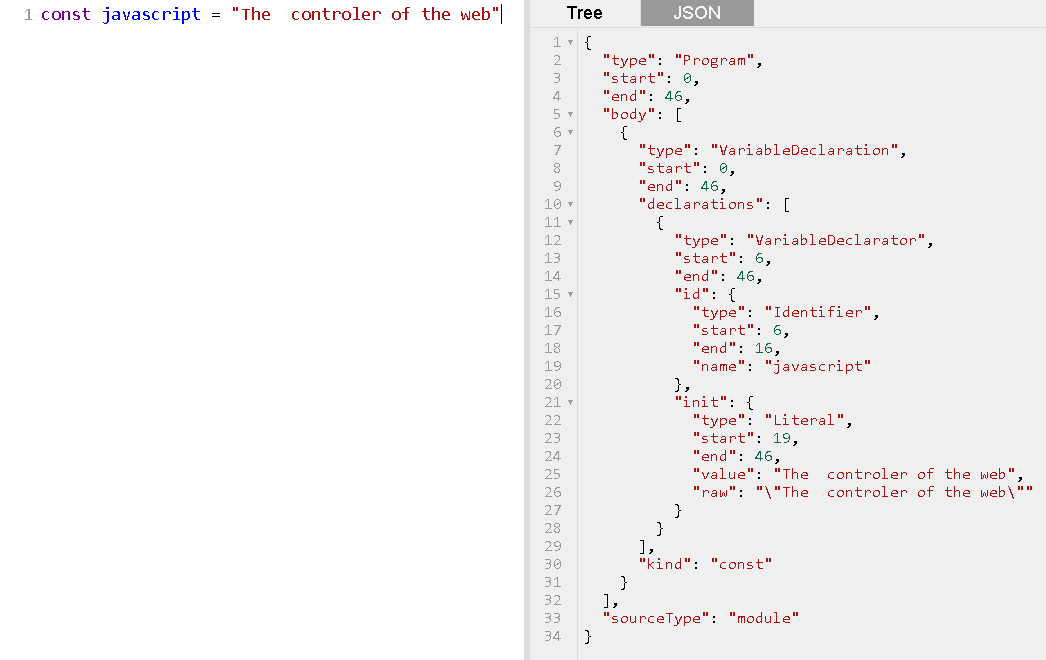 1 const javascript = "The  controler of the web"
Tree JSON
1 {
2 "type": "Program",
3 "start": 0,
4 "end": 46,
5 "body": [
6 {
7 "type": "VariableDeclaration",
8 "start": 0,
9 "end": 46,
10 "declarations": [
11 {
12 "type": "VariableDeclarator",
13 "start": 6,
14 "end": 46,
15 "id": {
16 "type": "Identifier",
17 "start": 6,
18 "end": 16,
19 "name": "javascript"
20 },
21 "init": {
22 "type": "Literal",
23 "start": 19,
24 "end": 46,
25 "value": "The  controler of the web",
26 "raw": "\"The  controler of the web\""
27 }
28 }
29 ],
30 "kind": "const"
31 }
32 ],
33 "sourceType": "module"
34 }